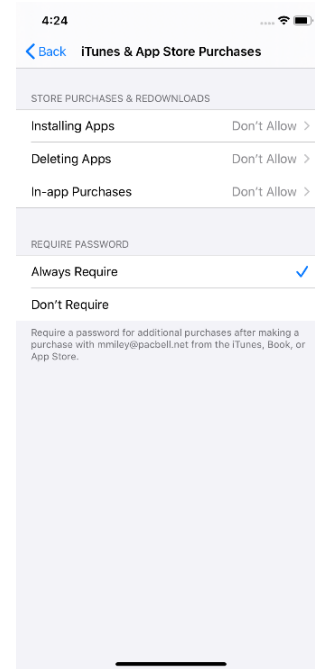 4:24
Back iTunes & App Store Purchases
STORE PURCHASES & REDOWNLOADS
Installing Apps Don't Allow
Deleting Apps Don't Allow
In-app Purchases Don't Allow
REQUIRE PASSWORD
Always Require
Don't Require
Require a password for additional purchases after making a
purchase with mmiley@pacbell.net from the iTunes, Book, or
App Store.